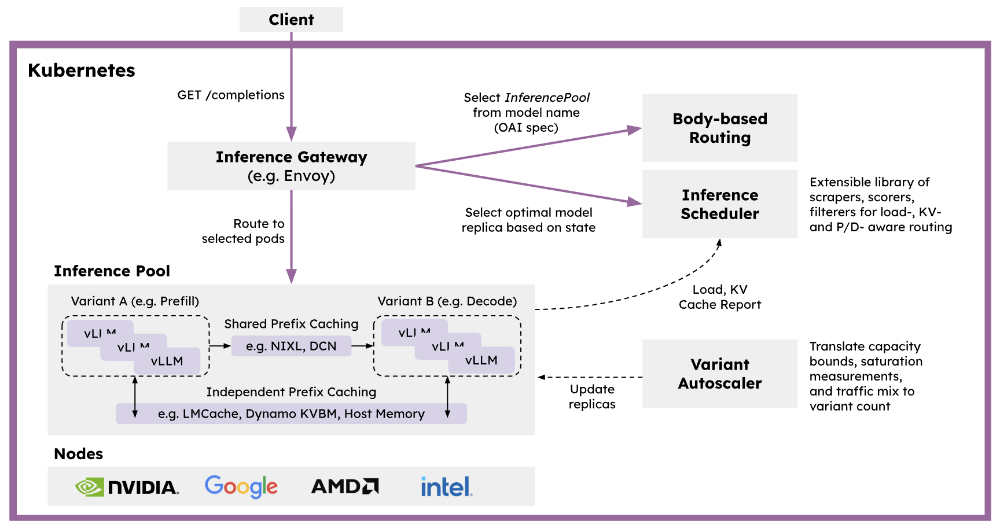 Client
Kubernetes
GET /completions
Select InferencePool
from model name
(OAI spec)
Body-based
Routing
Inference Gateway
(e.g. Envoy)
Inference
Scheduler
Extensible library of
scrapers, scorers,
filterers for load-, KV-
and P/D- aware routing
Select optimal model
replica based on state
Route to
selected pods
Inference Pool
Variant A (e.g. Prefill)
vLLM
vLLM
vLLM
Shared Prefix Caching
e.g. NIXL, DCN
Variant B (e.g. Decode)
vLLM
vLLM
vLLM
Independent Prefix Caching
e.g. LMCache, Dynamo KVBM, Host Memory
Load, KV
Cache Report
Update
replicas
Variant
Autoscaler
Translate capacity
bounds, saturation
measurements,
and traffic mix to
variant count
Nodes
NVIDIA.
Google
AMD
intel.